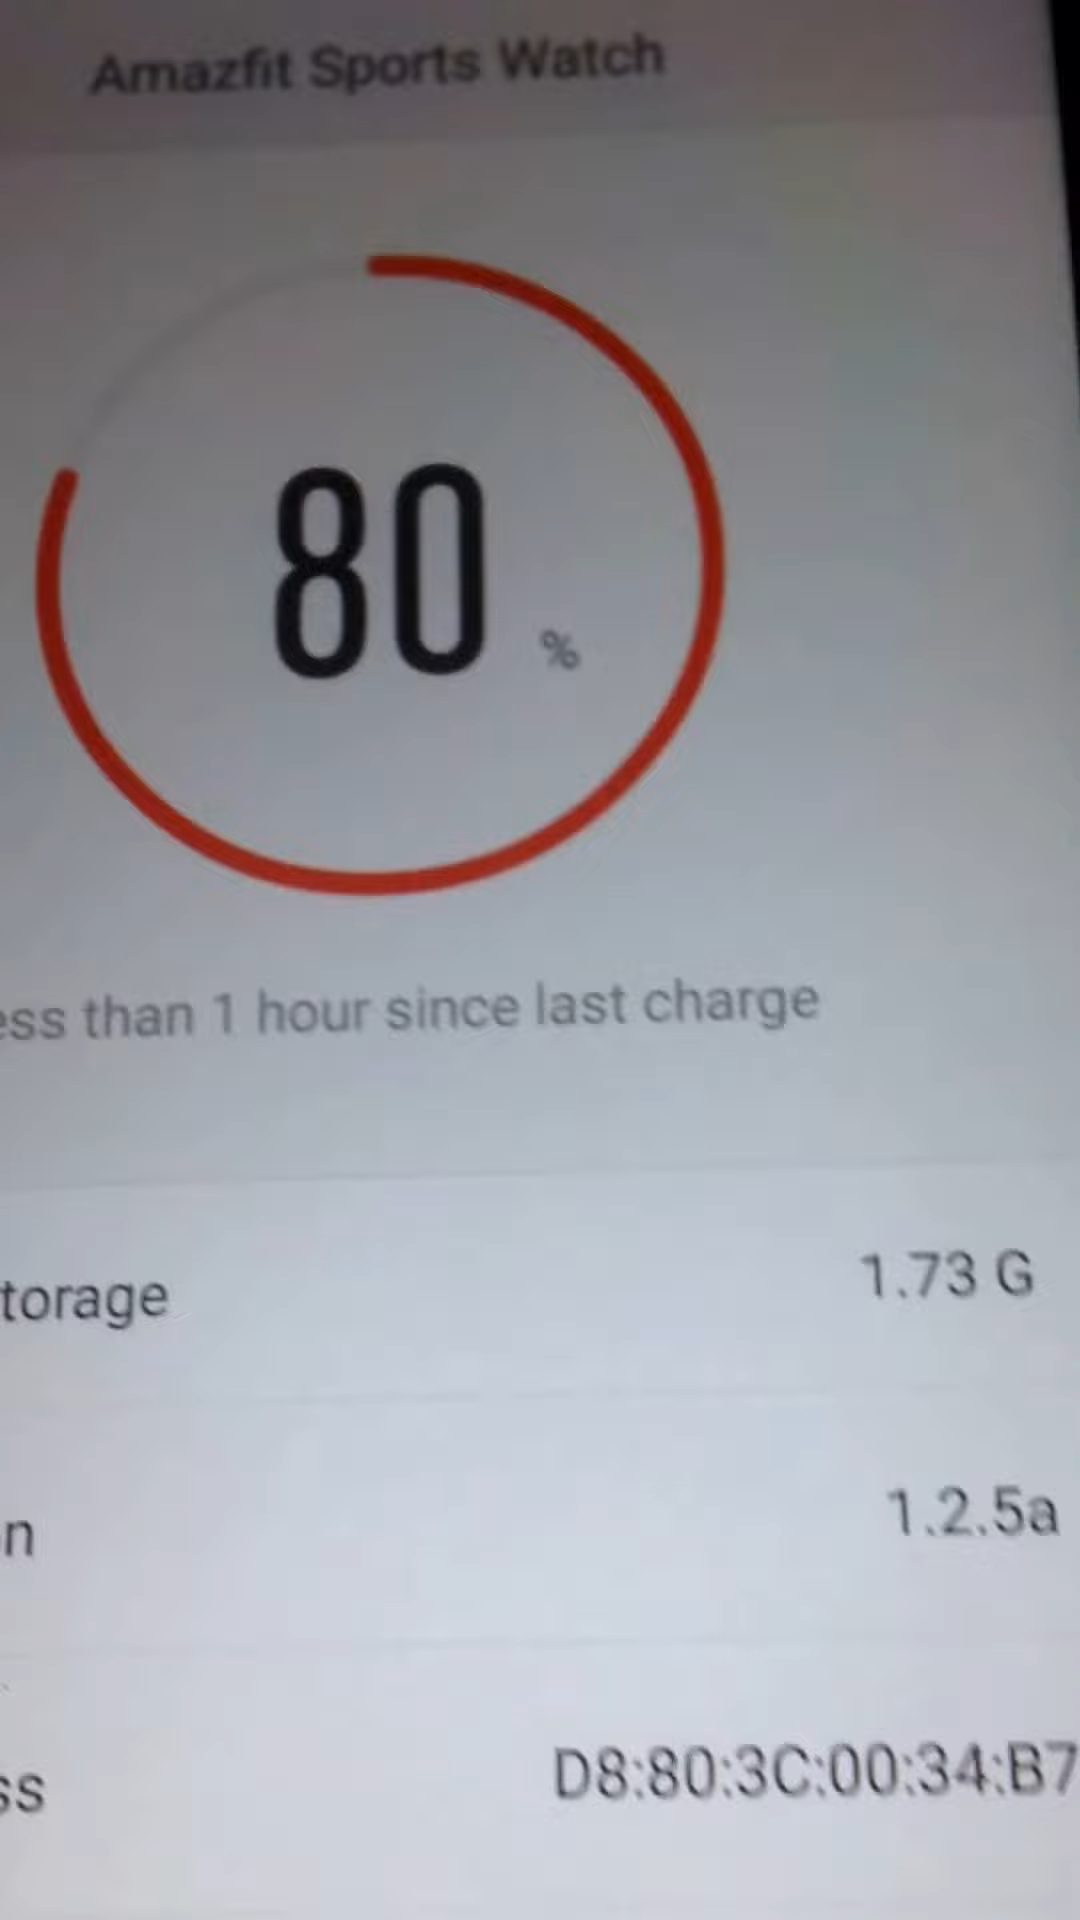 Amazfit Sports Watch
80 %
ess than 1 hour since last charge
torage
1.73 G
n
1.2.5a
ss
D8:80:3C:00:34:B7